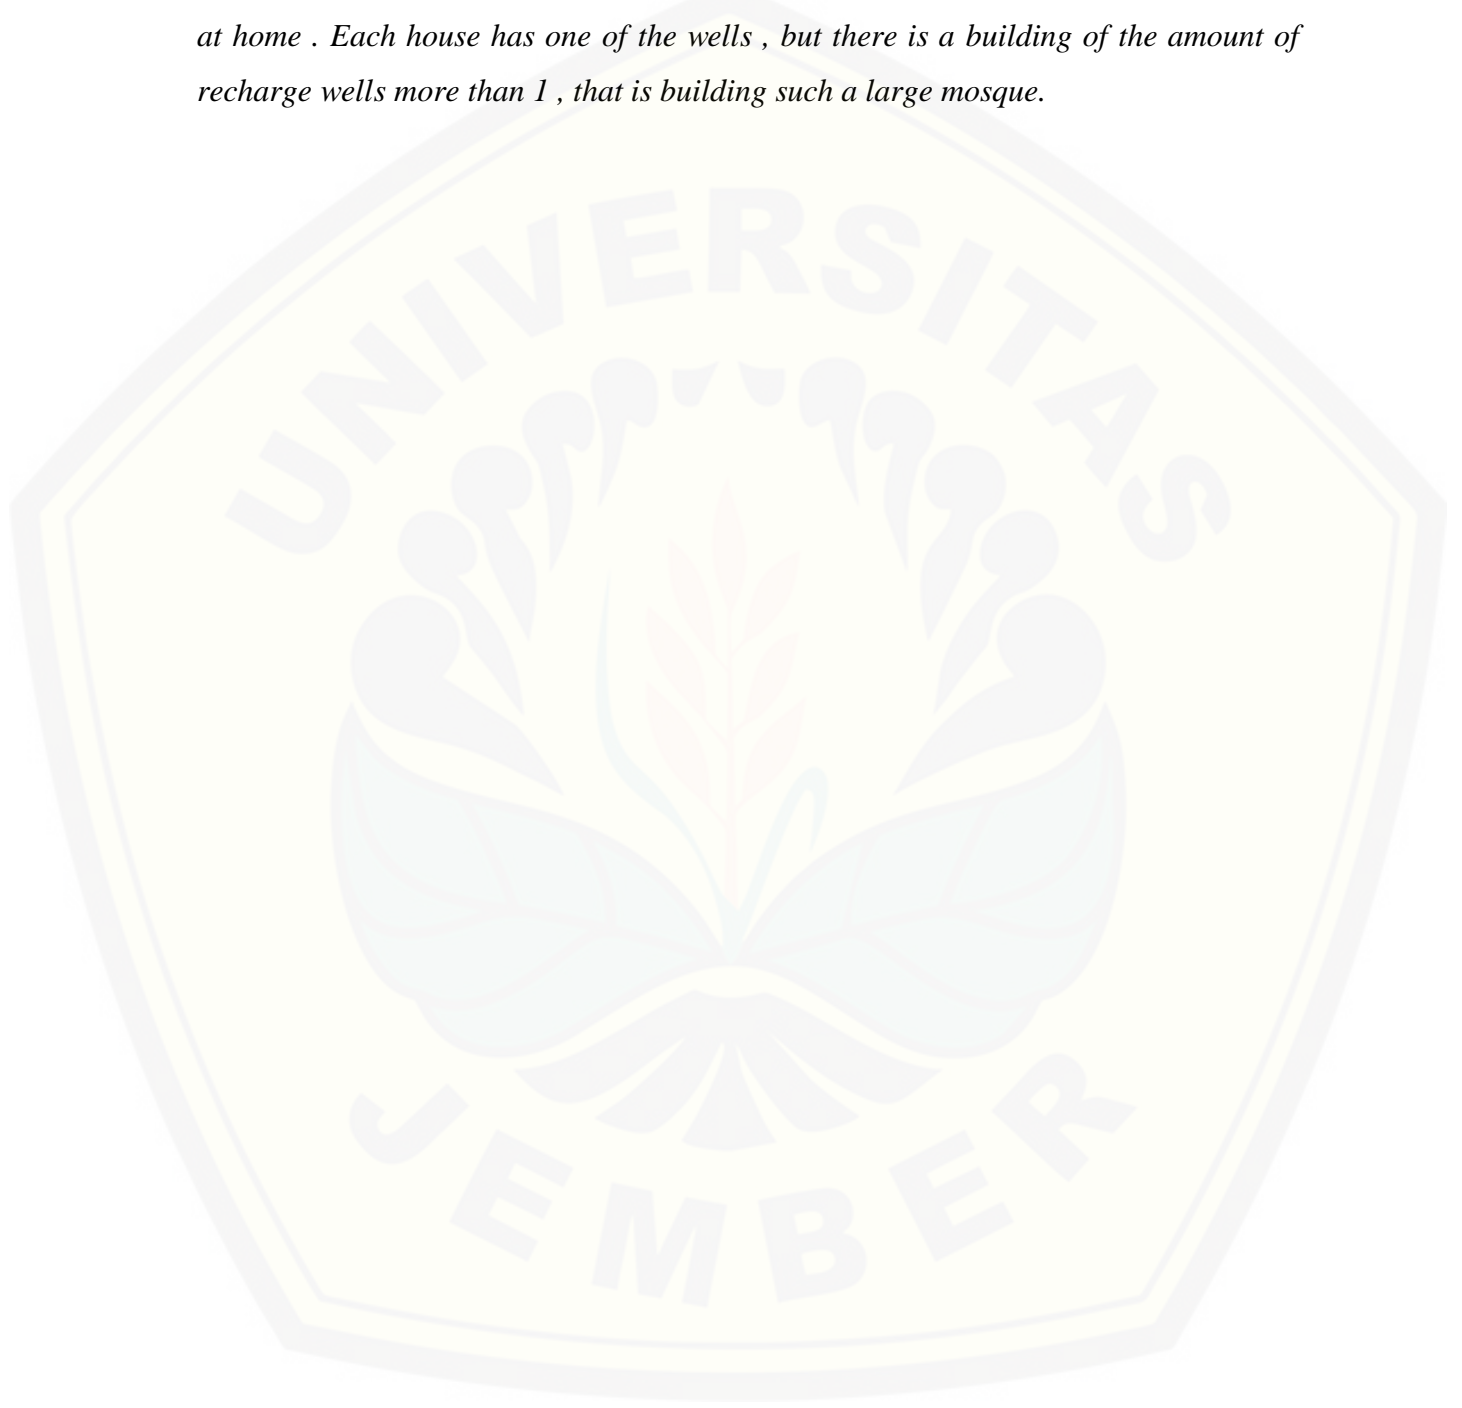 at home . Each house has one of the wells , but there is a building of the amount of
recharge wells more than 1 , that is building such a large mosque.
UNIVERSITAS
JEMBER